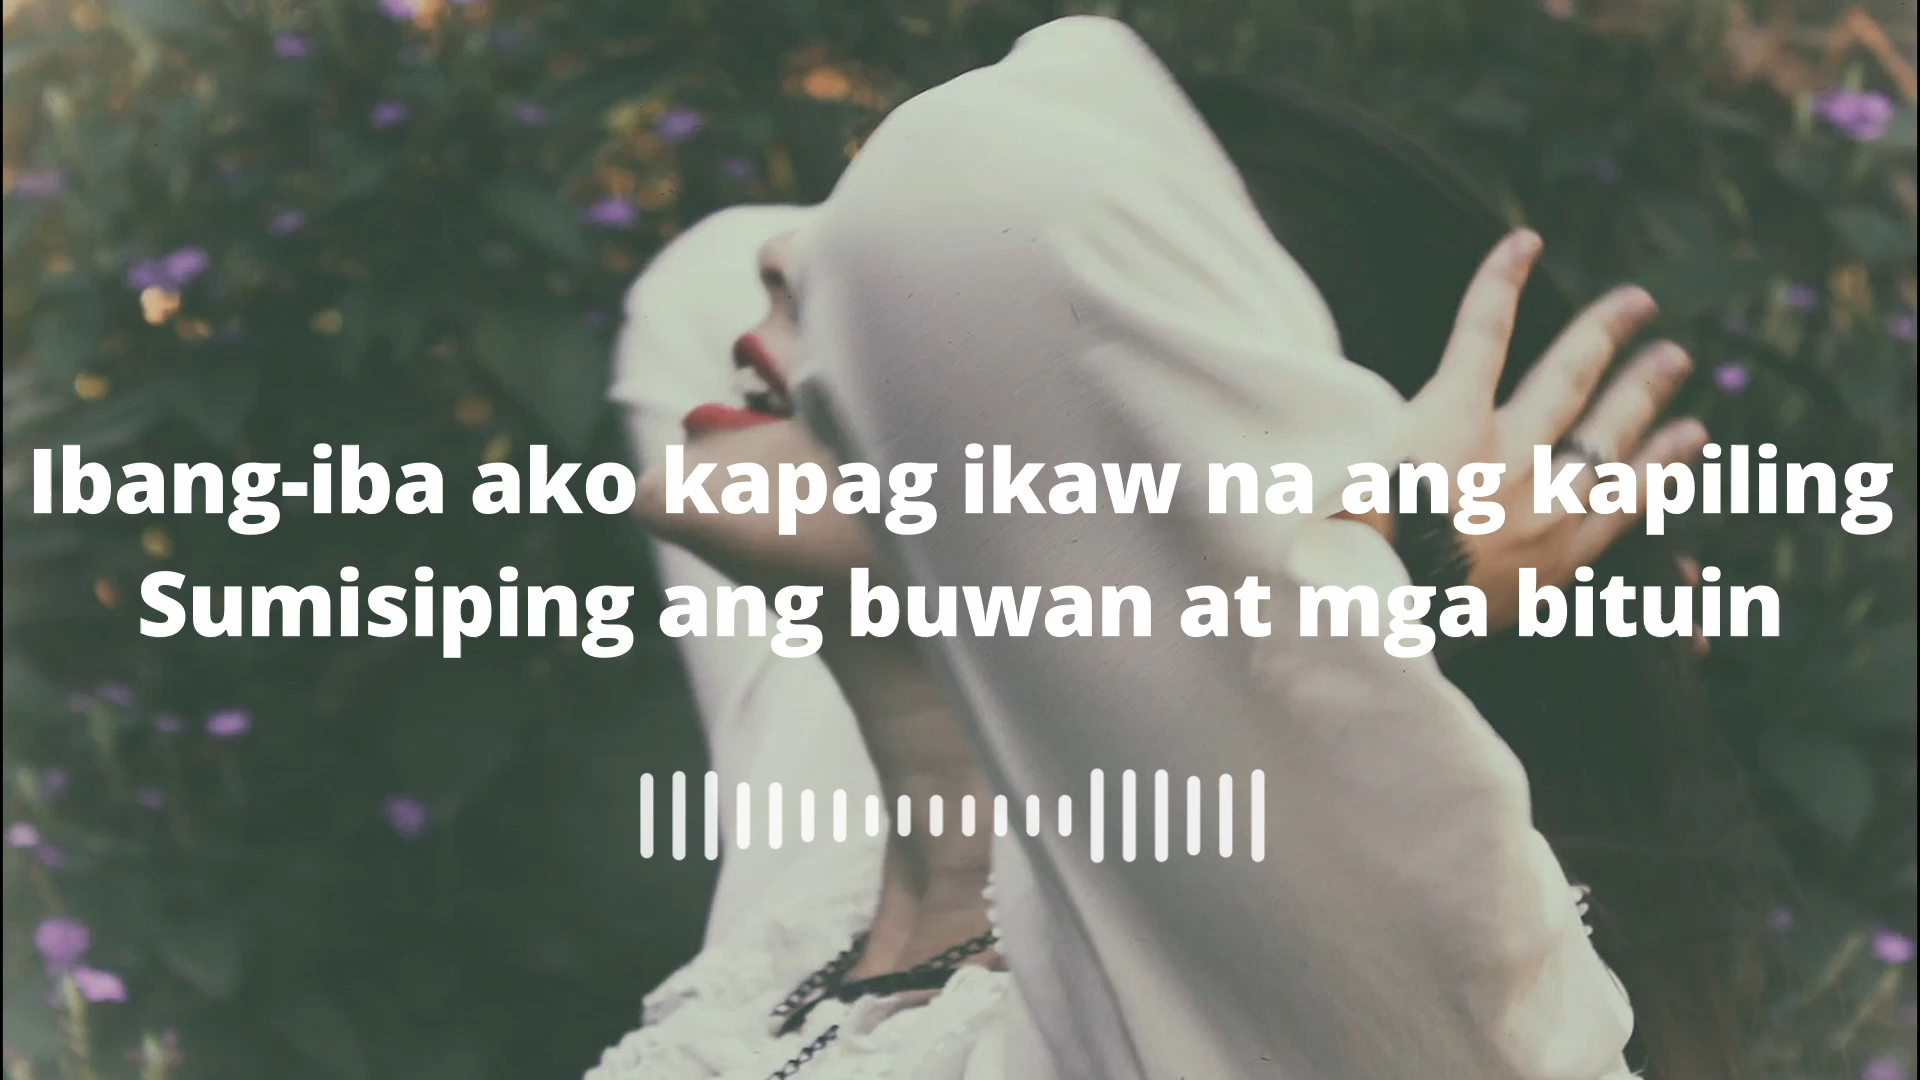 Ibang-iba ako kapag ikaw na ang kapiling
Sumisiping ang buwan at mga bituin